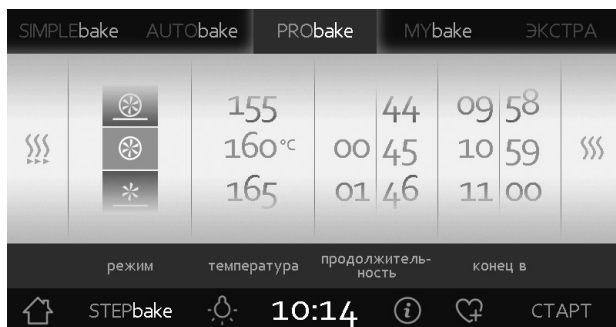 SIMPLEbake AUTObake PRObake MYbake ЭКСТРА
155 44 09 58
160°C 00 45 10 59
165 01 46 11 00
режим температура продолжитель-
ность конец в
STEPbake 10:14 i СТАРТ